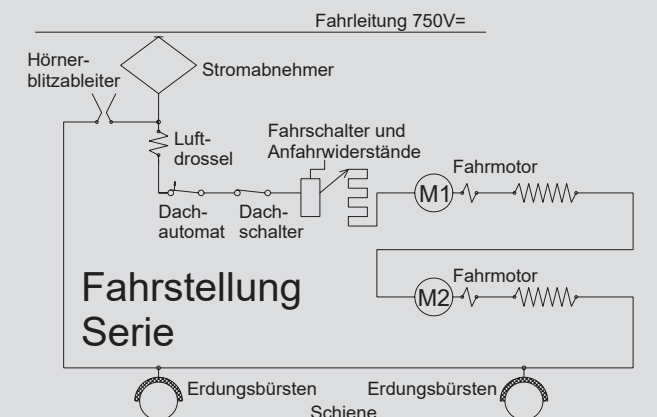 Fahrleitung 750V=
Hörner-
blitzableiter
Stromabnehmer
Luft-
drossel
Fahrschalter und
Anfahrwiderstände
Fahrmotor
M1
Dach-
automat
Dach-
schalter
Fahrstellung
Serie
Fahrmotor
M2
Erdungsbürsten
Erdungsbürsten
Schiene